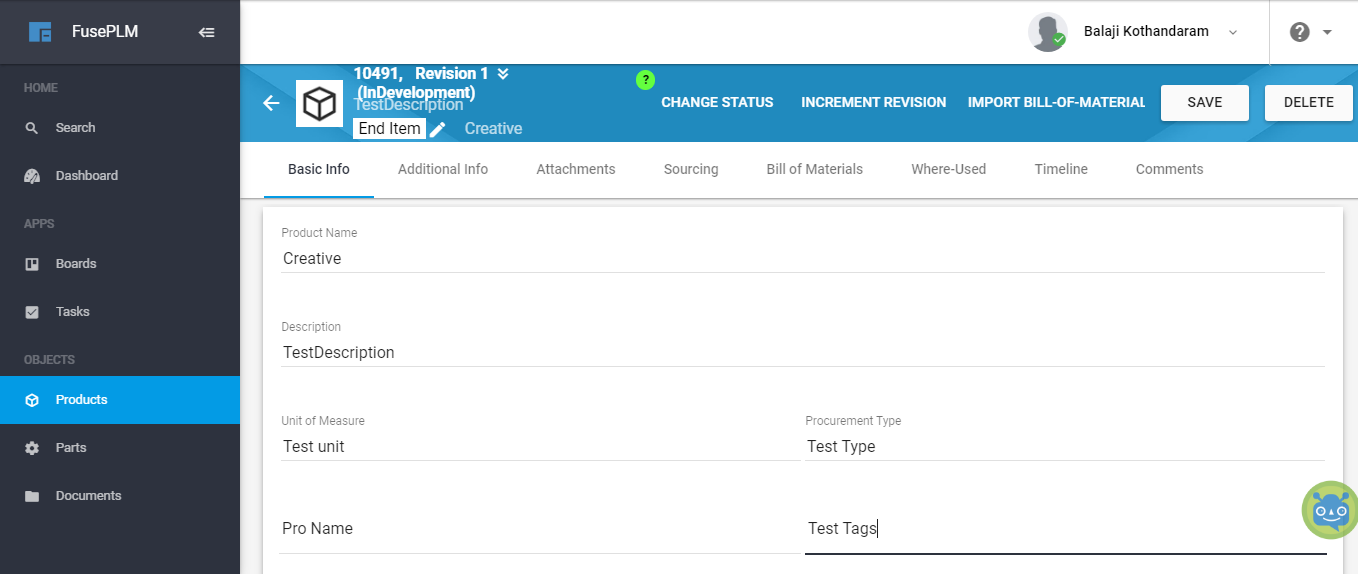 FusePLM
HOME
Search
Dashboard
APPS
Boards
Tasks
OBJECTS
Products
Parts
Documents
Balaji Kothandaram
?
10491, Revision 1
(InDevelopment)
TestDescription
End Item Creative
?
CHANGE STATUS INCREMENT REVISION IMPORT BILL-OF-MATERIAL SAVE DELETE
Basic Info Additional Info Attachments Sourcing Bill of Materials Where-Used Timeline Comments
Product Name
Creative
Description
TestDescription
Unit of Measure Procurement Type
Test unit Test Type
Pro Name Test Tags